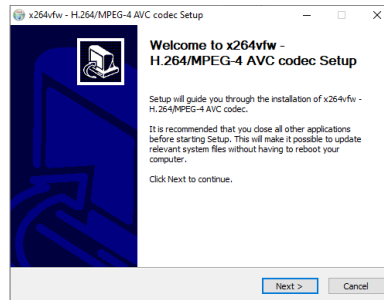 x264vfw - H.264/MPEG-4 AVC codec Setup
Welcome to x264vfw -
H.264/MPEG-4 AVC codec Setup
Setup will guide you through the installation of x264vfw -
H.264/MPEG-4 AVC codec.
It is recommended that you close all other applications
before starting Setup. This will make it possible to update
relevant system files without having to reboot your
computer.
Click Next to continue.
Next >
Cancel